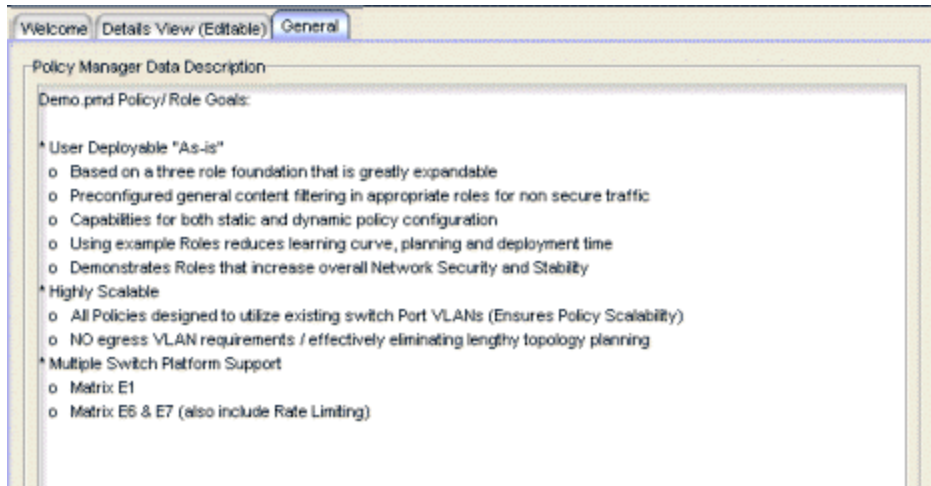 Welcome Details View (Editable) General
Policy Manager Data Description
Demo.pmd Policy/Role Goals:
* User Deployable "As-is"
o Based on a three role foundation that is greatly expandable
o Preconfigured general content filtering in appropriate roles for non secure traffic
o Capabilities for both static and dynamic policy configuration
o Using example Roles reduces learning curve, planning and deployment time
o Demonstrates Roles that increase overall Network Security and Stability
* Highly Scalable
o All Policies designed to utilize existing switch Port VLANs (Ensures Policy Scalability)
o NO egress VLAN requirements / effectively eliminating lengthy topology planning
* Multiple Switch Platform Support
o Matrix E1
o Matrix E6 & E7 (also include Rate Limiting)